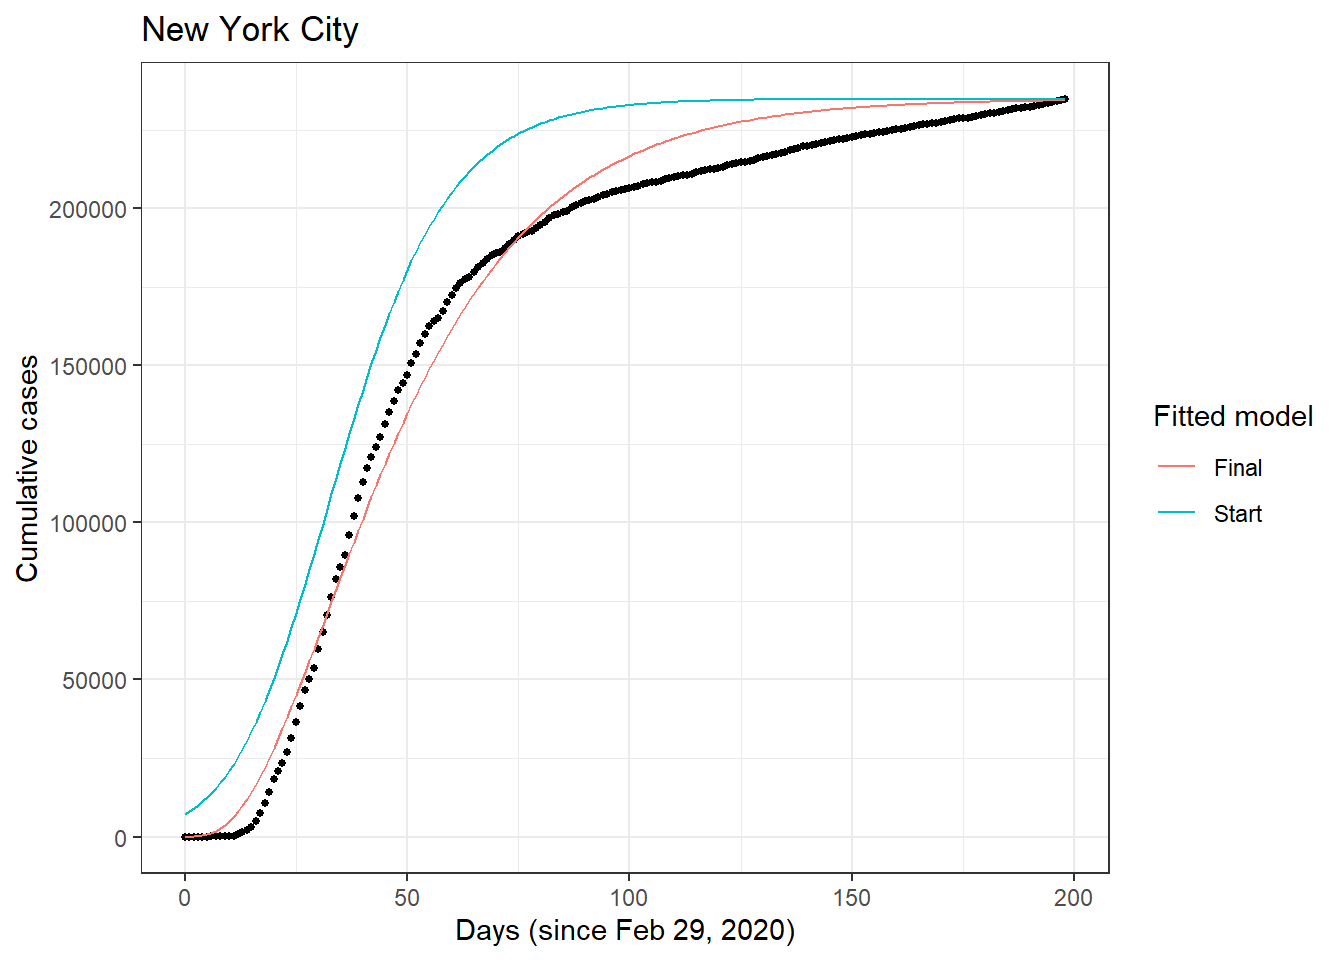 New York City
Cumulative cases
200000
150000
100000
50000
0
0 50 100 150 200
Days (since Feb 29, 2020)
Fitted model
Final
Start